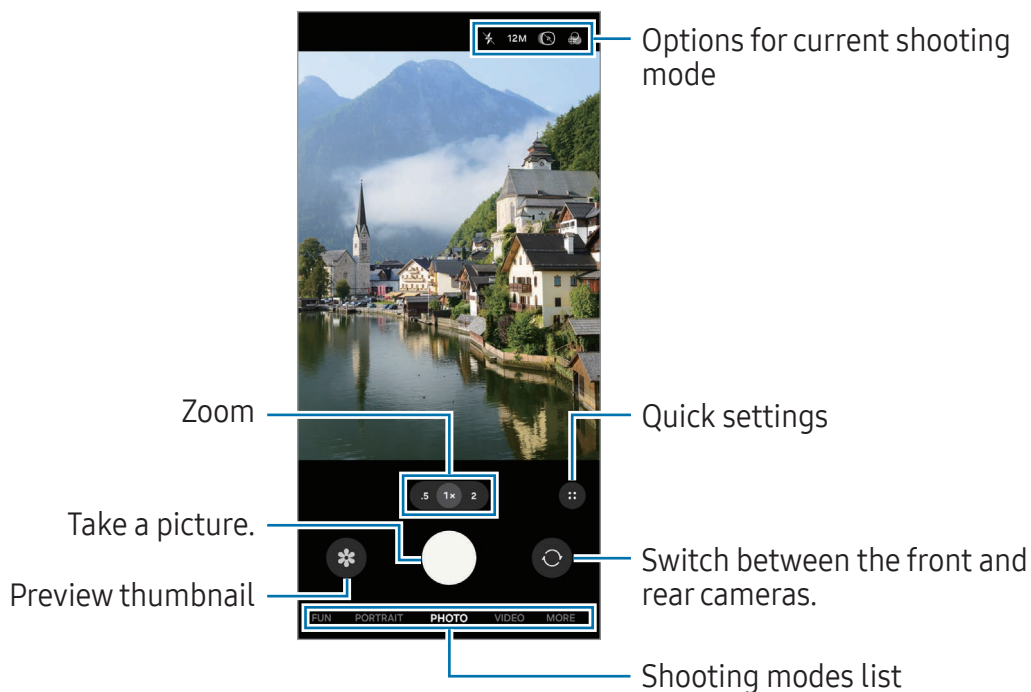 12M
Options for current shooting
mode
Zoom
Quick settings
.5 1× 2
Take a picture.
Switch between the front and
rear cameras.
Preview thumbnail
FUN PORTRAIT PHOTO VIDEO MORE
Shooting modes list